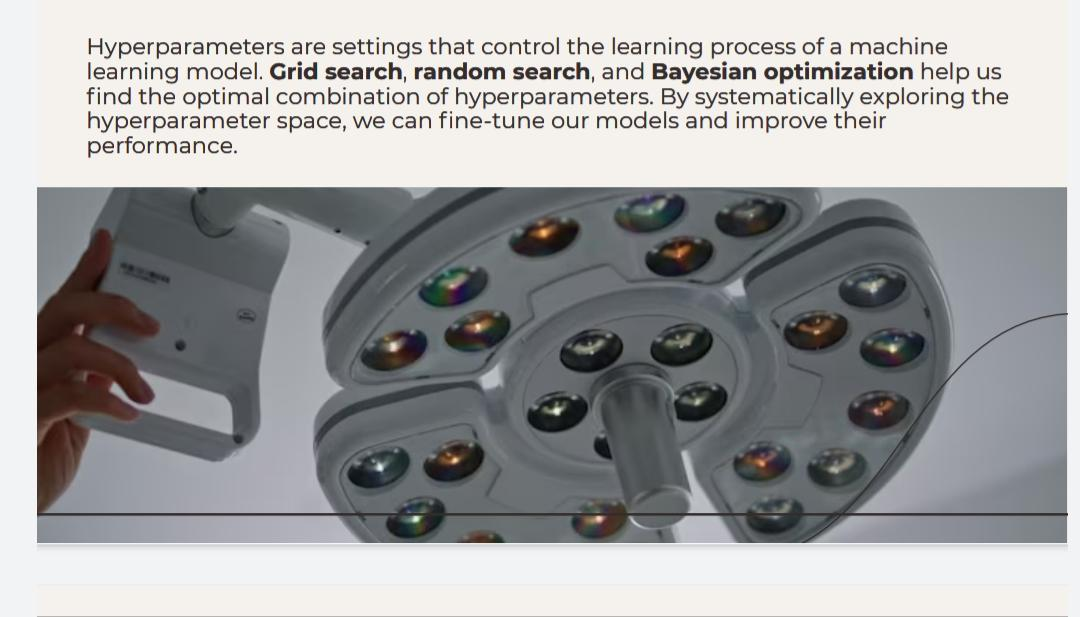 Hyperparameters are settings that control the learning process of a machine
learning model. Grid search, random search, and Bayesian optimization help us
find the optimal combination of hyperparameters. By systematically exploring the
hyperparameter space, we can fine-tune our models and improve their
performance.